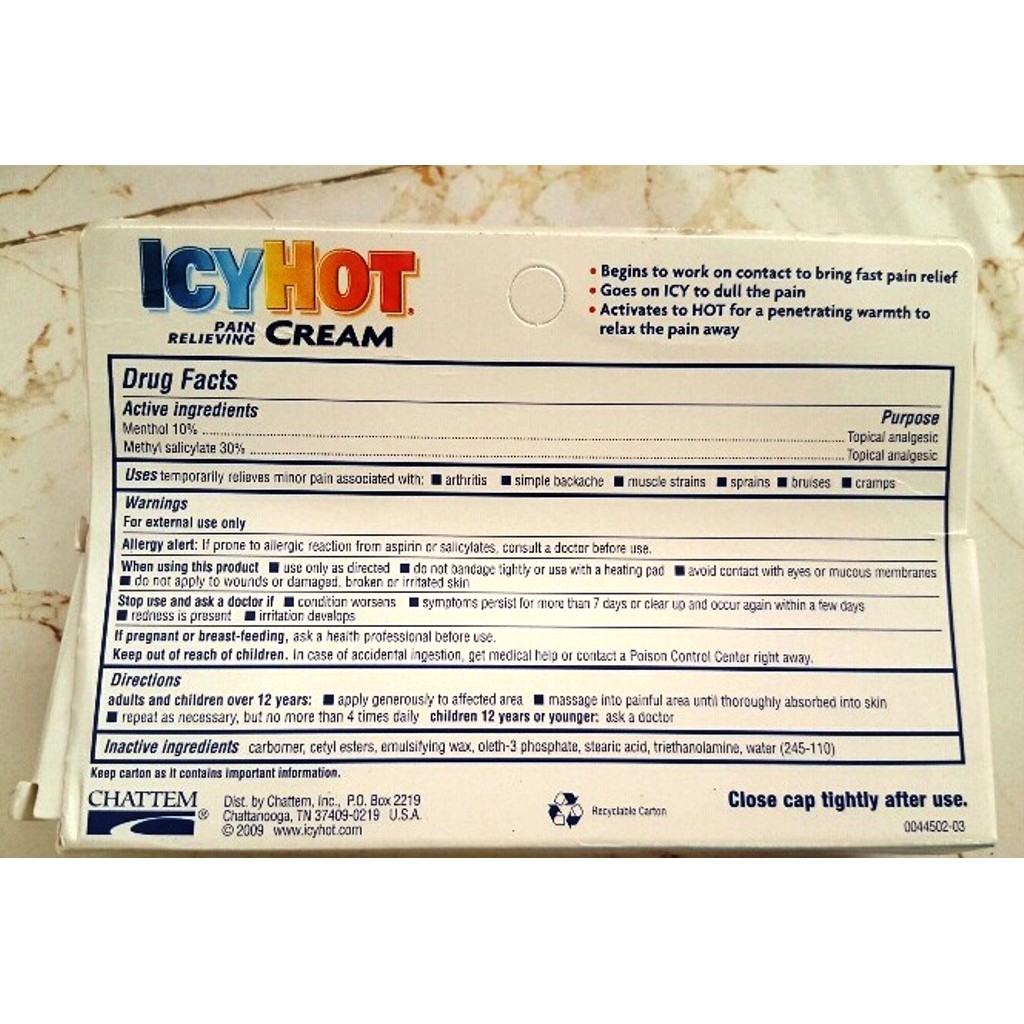 ICYHOT®
PAIN RELIEVING CREAM
• Begins to work on contact to bring fast pain relief
• Goes on ICY to dull the pain
• Activates to HOT for a penetrating warmth to
relax the pain away
Drug Facts
Active ingredients Purpose
Menthol 10% Topical analgesic
Methyl salicylate 30% Topical analgesic
Uses temporarily relieves minor pain associated with: ■ arthritis ■ simple backache ■ muscle strains ■ sprains ■ bruises ■ cramps
Warnings
For external use only
Allergy alert: If prone to allergic reaction from aspirin or salicylates, consult a doctor before use.
When using this product ■ use only as directed ■ do not bandage tightly or use with a heating pad ■ avoid contact with eyes or mucous membranes
■ do not apply to wounds or damaged, broken or irritated skin
Stop use and ask a doctor if ■ condition worsens ■ symptoms persist for more than 7 days or clear up and occur again within a few days
■ redness is present ■ irritation develops
If pregnant or breast-feeding, ask a health professional before use.
Keep out of reach of children. In case of accidental ingestion, get medical help or contact a Poison Control Center right away.
Directions
adults and children over 12 years: ■ apply generously to affected area ■ massage into painful area until thoroughly absorbed into skin
■ repeat as necessary, but no more than 4 times daily children 12 years or younger: ask a doctor
Inactive ingredients carbomer, cetyl esters, emulsifying wax, oleth-3 phosphate, stearic acid, triethanolamine, water (245-110)
Keep carton as it contains important information.
CHATTEM®
Dist. by Chattem, Inc., P.O. Box 2219
Chattanooga, TN 37409-0219 U.S.A.
© 2009 www.icyhot.com
Recyclable Carton
Close cap tightly after use.
0044502-03